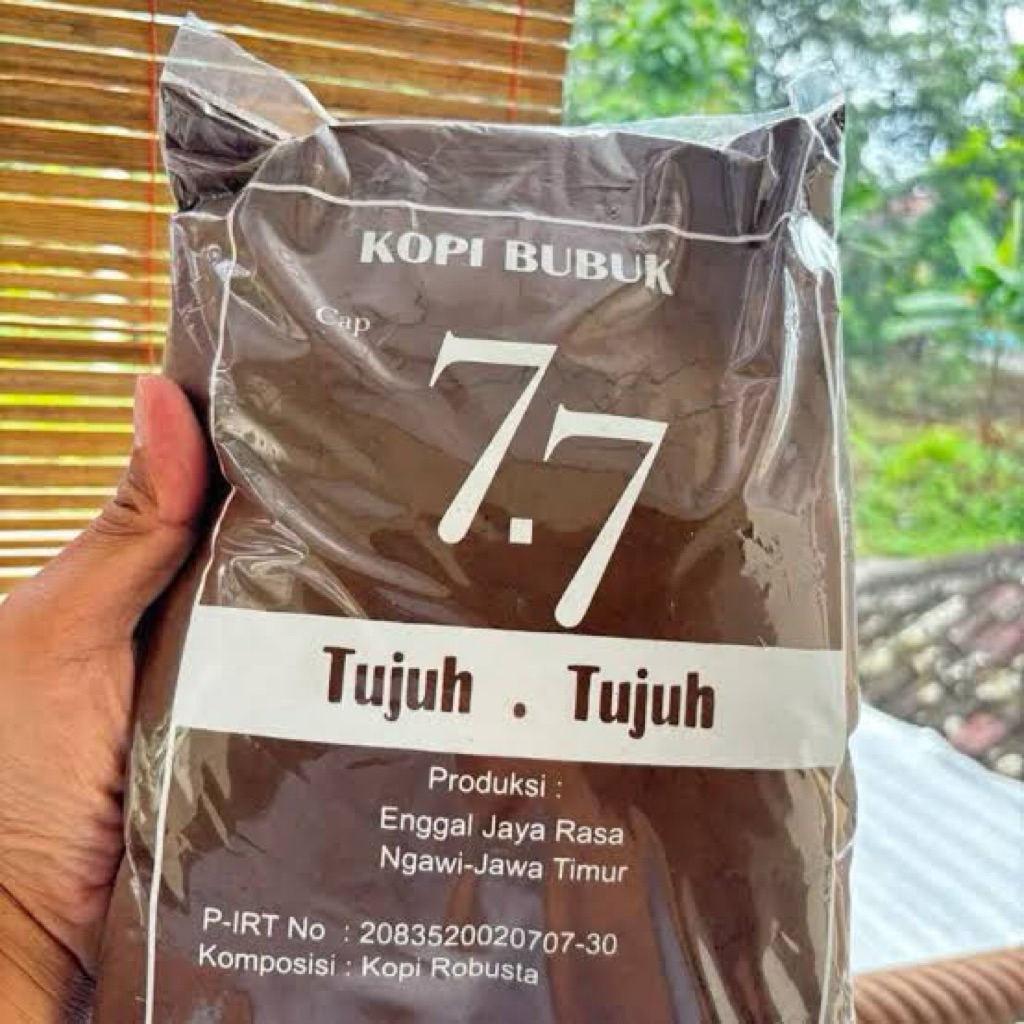 KOPI BUBUK
Cap
7.7
Tujuh . Tujuh
Produksi :
Enggal Jaya Rasa
Ngawi-Jawa Timur
P-IRT No : 2083520020707-30
Komposisi : Kopi Robusta